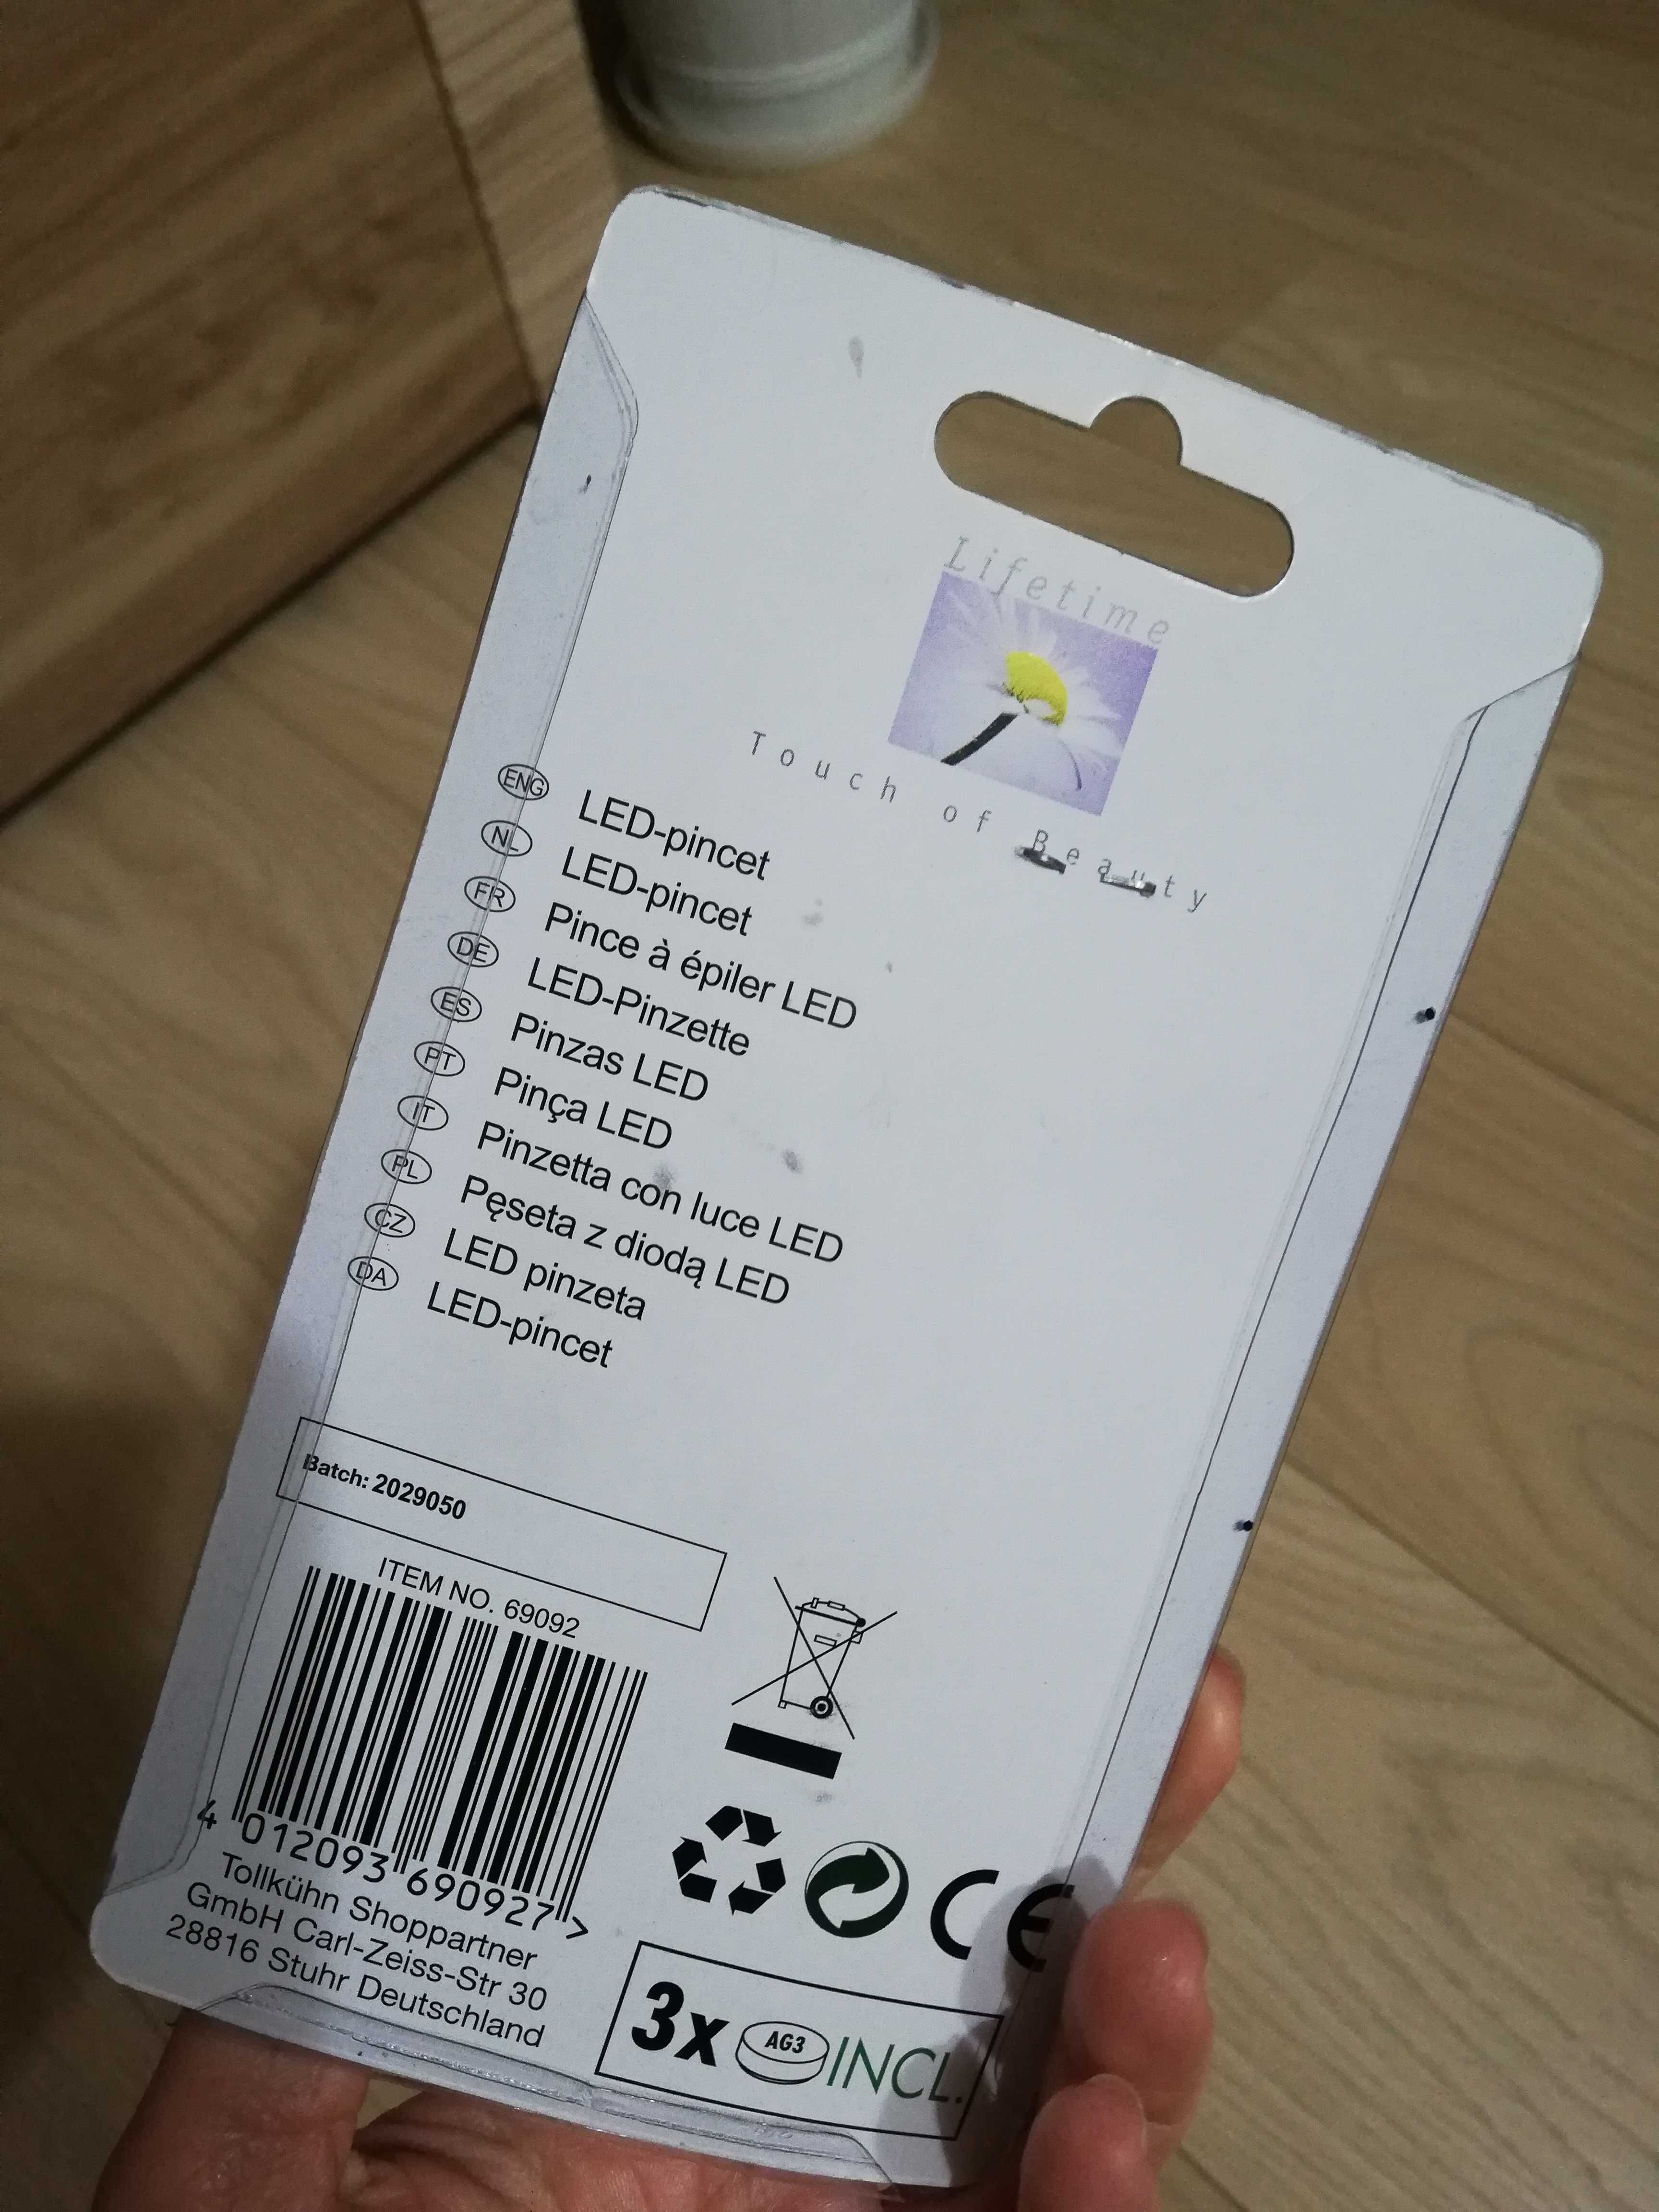 Lifetime
Touch of Beauty
ENG LED-pincet
NL LED-pincet
FR Pince à épiler LED
DE LED-Pinzette
ES Pinzas LED
PT Pinça LED
IT Pinzetta con luce LED
PL Pęseta z diodą LED
CZ LED pinzeta
DA LED-pincet
Batch: 2029050
ITEM NO. 69092
4 012093 690927 >
Tollkühn Shoppartner
GmbH Carl-Zeiss-Str 30
28816 Stuhr Deutschland
CE
3x AG3 INCL.